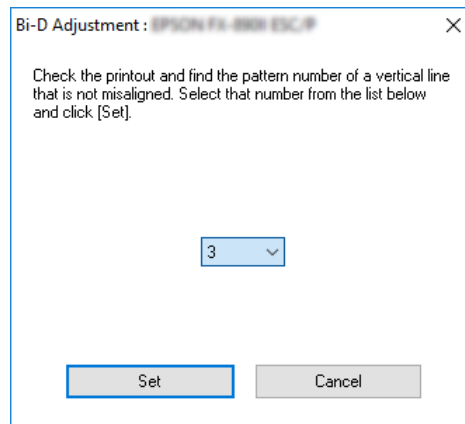 Bi-D Adjustment :
Check the printout and find the pattern number of a vertical line
that is not misaligned. Select that number from the list below
and click [Set].
3
Set
Cancel